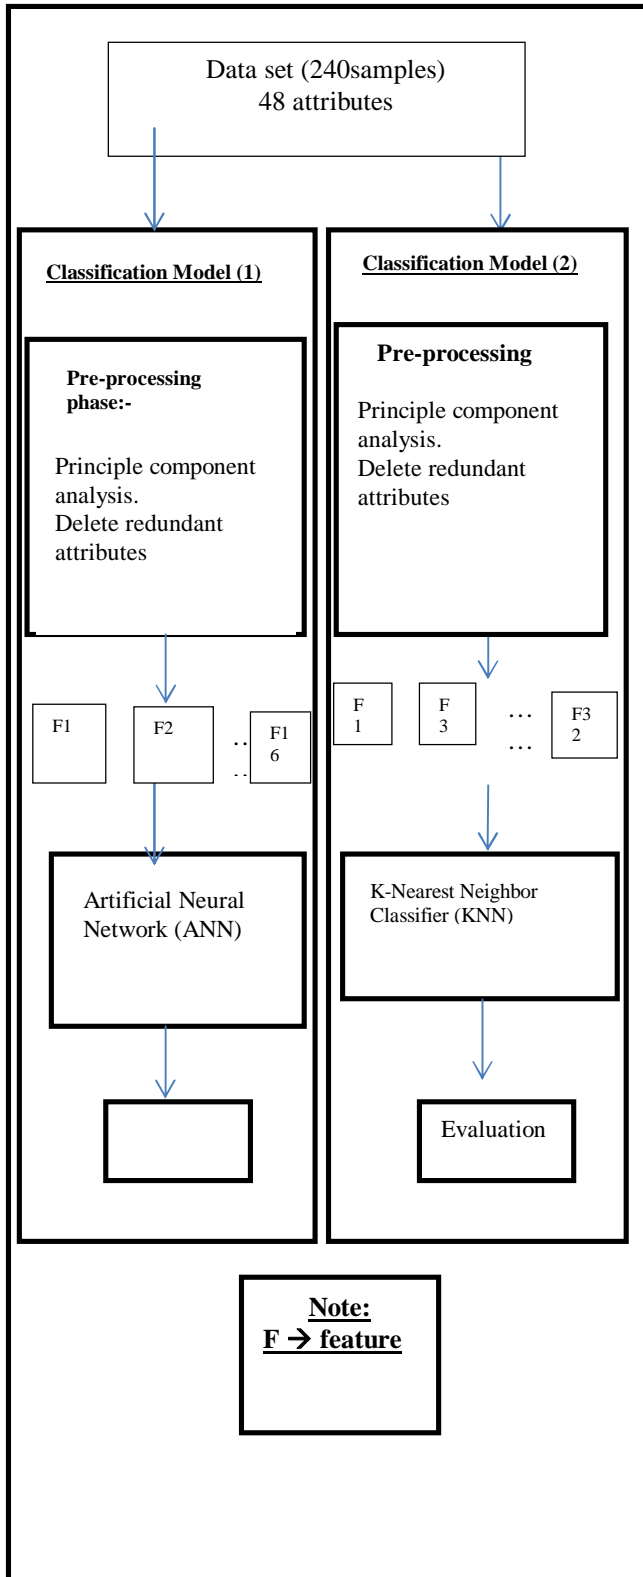 Data set (240samples)
48 attributes
Classification Model (1)
Pre-processing
phase:-
Principle component
analysis.
Delete redundant
attributes
F1
F2
..
..
F1
6
Artificial Neural
Network (ANN)
Classification Model (2)
Pre-processing
Principle component
analysis.
Delete redundant
attributes
F
1
F
3
...
...
F3
2
K-Nearest Neighbor
Classifier (KNN)
Evaluation
Note:
F → feature